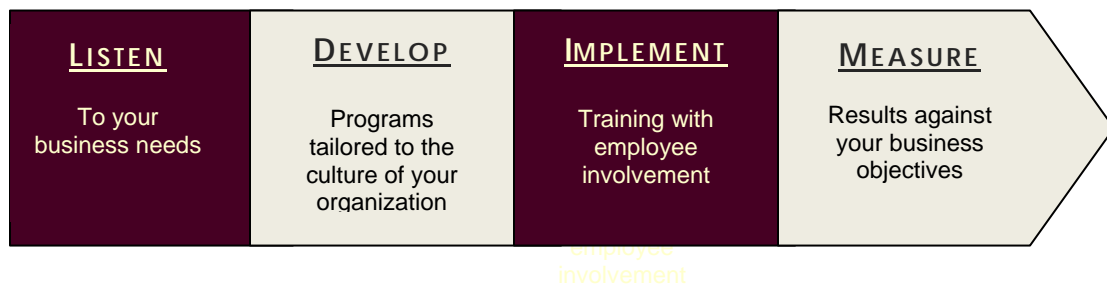 LISTEN
To your
business needs
DEVELOP
Programs
tailored to the
culture of your
organization
IMPLEMENT
Training with
employee
involvement
employee
involvement
MEASURE
Results against
your business
objectives